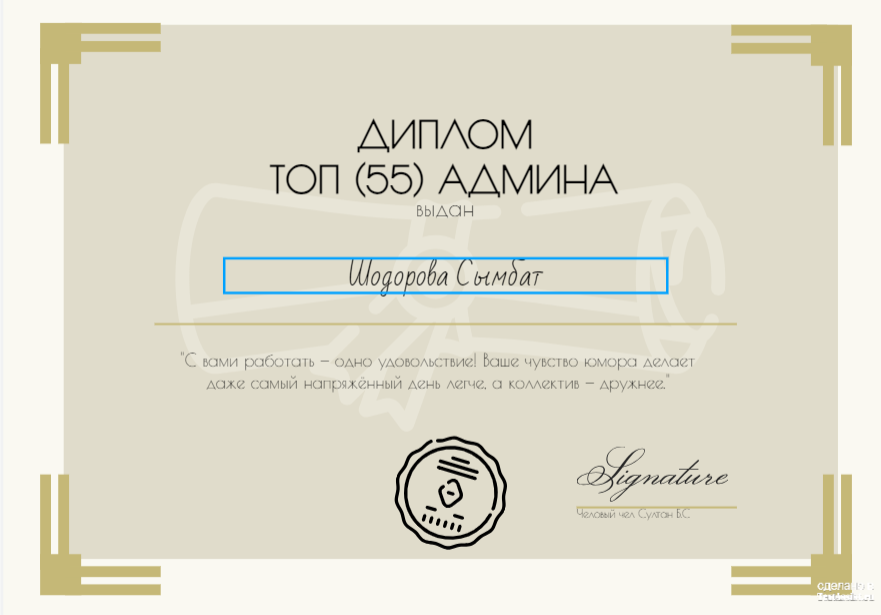 ДИПЛОМ
ТОП (55) АДМИНА
выдан
Шодорова Сымбат
"С вами работать – одно удовольствие! Ваше чувство юмора делает
даже самый напряжённый день легче, а коллектив – дружнее."
Signature
Человый чел Султан Б.С
сделано